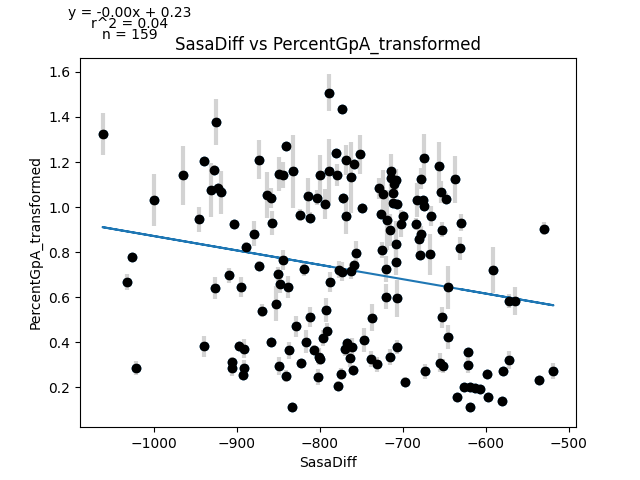 y = -0.00x + 0.23
r^2 = 0.04
n = 159
SasaDiff vs PercentGpA_transformed
1.6
1.4
1.2
1.0
0.8
0.6
0.4
0.2
PercentGpA_transformed
−1000
−900
−800
−700
−600
−500
SasaDiff